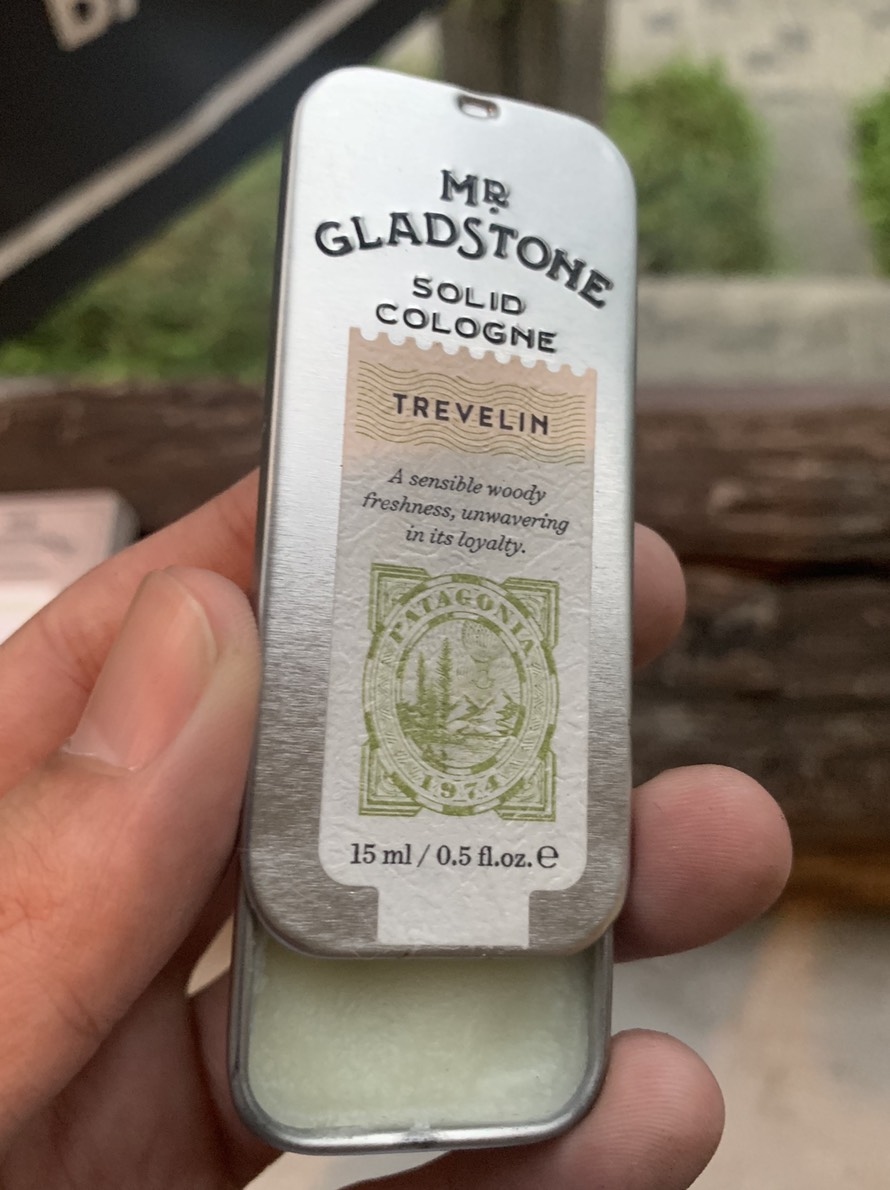 MR.
GLADSTONE
SOLID
COLOGNE
TREVELIN
A sensible woody
freshness, unwavering
in its loyalty.
PATAGONIA
1974
15 ml / 0.5 fl.oz. ℮